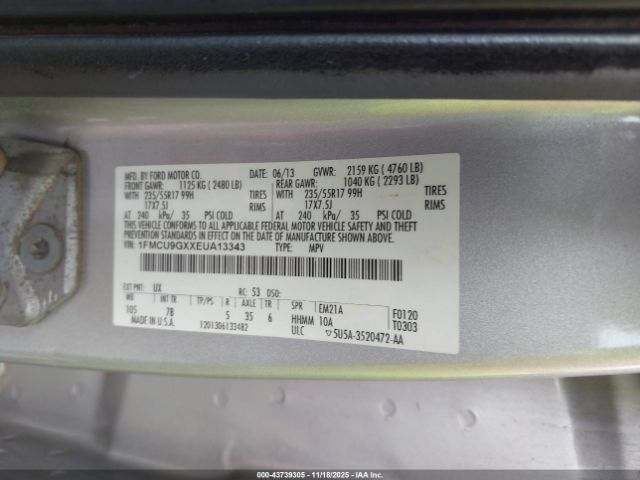 MFD. BY FORD MOTOR CO. DATE: 06/13 GVWR: 2159 KG ( 4760 LB)
FRONT GAWR: 1125 KG ( 2480 LB) REAR GAWR: 1040 KG ( 2293 LB)
WITH 235/55R17 99H TIRES WITH 235/55R17 99H TIRES
17X7.5J RIMS 17X7.5J RIMS
AT 240 kPa/ 35 PSI COLD AT 240 kPa/ 35 PSI COLD
THIS VEHICLE CONFORMS TO ALL APPLICABLE FEDERAL MOTOR VEHICLE SAFETY, BUMPER, AND THEFT PREVENTION
STANDARDS IN EFFECT ON THE DATE OF MANUFACTURE SHOWN ABOVE.
VIN: 1FMCU9GXXEUA13343 TYPE: MPV
EXT PNT: UX RC: 53 DSO:
WB INT TR TP/PS R AXLE TR SPR EM21A F0120
105 7B 5 35 6 HHMM 10A T0303
MADE IN U.S.A. 1201306133482 ULC 5U5A-3520472-AA
000-43739305 | 11/18/2025 | © IAA Holdings, LLC